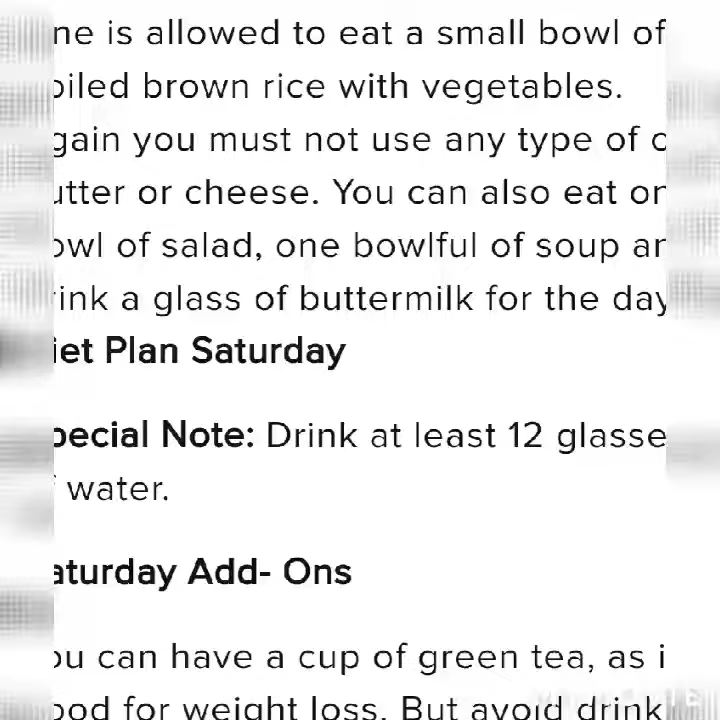 ne is allowed to eat a small bowl of
oiled brown rice with vegetables.
gain you must not use any type of
utter or cheese. You can also eat
owl of salad, one bowlful of soup
ink a glass of buttermilk for the day
iet Plan Saturday
pecial Note: Drink at least 12 glasse
water.
aturday Add- Ons
ou can have a cup of green tea, as
ood for weight loss. But avoid drink